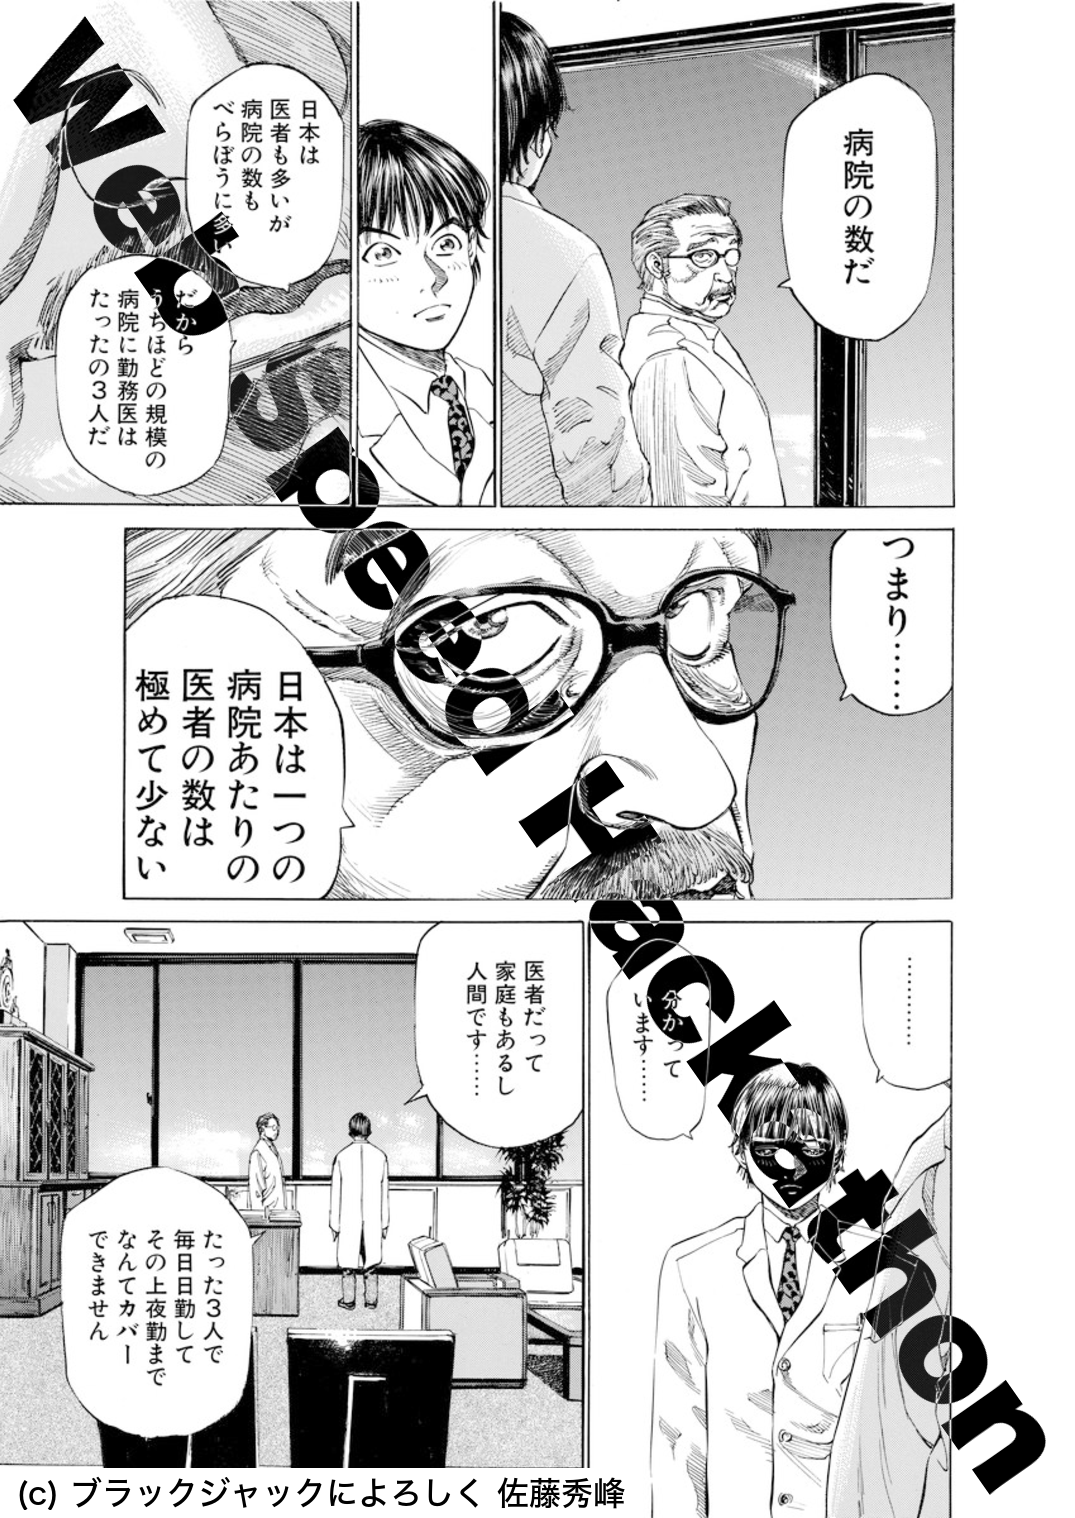 病院の数だ
日本は
医者も多いが
病院の数も
べらぼうに多い
だから
うちほどの規模の
病院に勤務医は
たったの3人だ
つまり……
日本は一つの
病院あたりの
医者の数は
極めて少ない
…………
分かって
います……
医者だって
家庭もあるし
人間です……
たった3人で
毎日日勤して
その上夜勤まで
なんてカバー
できません
WebtubeGPT Hackathon
(c) ブラックジャックによろしく 佐藤秀峰